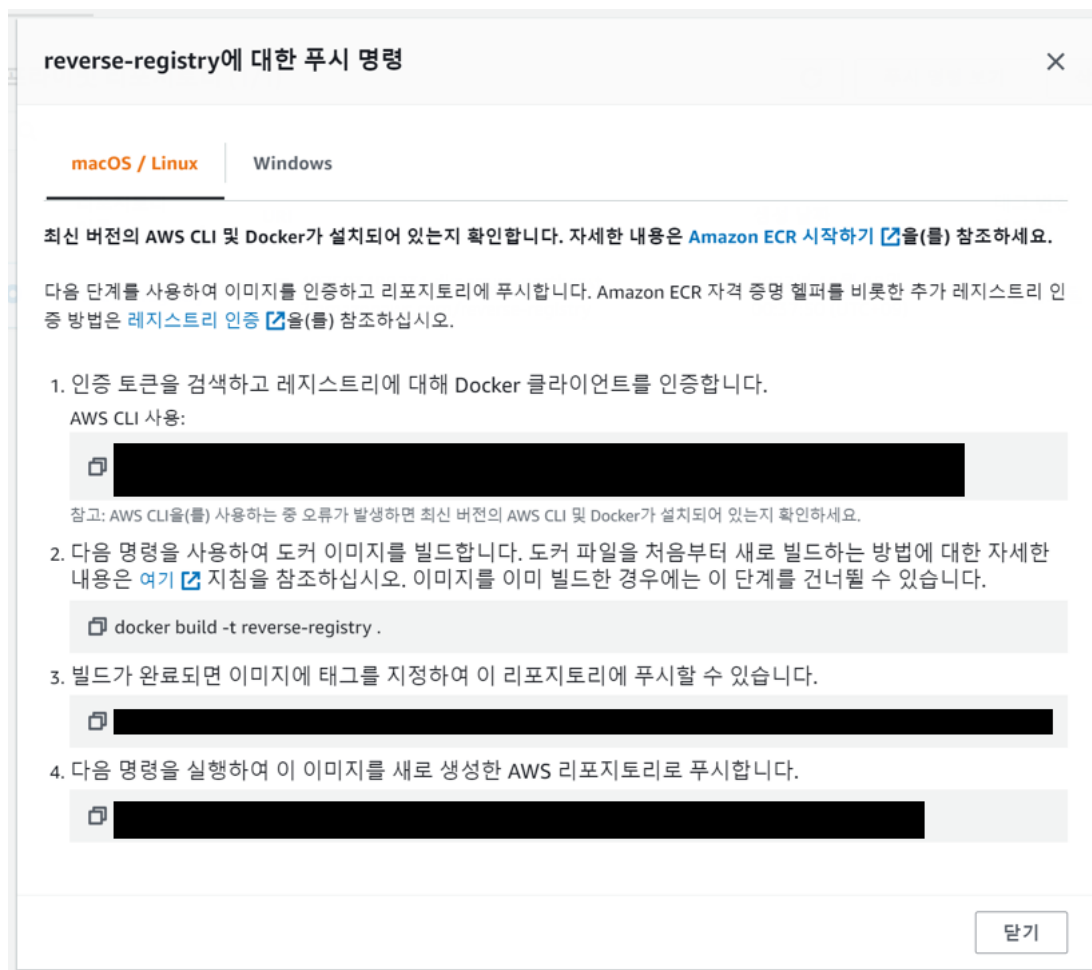 reverse-registry에 대한 푸시 명령
macOS / Linux
Windows
최신 버전의 AWS CLI 및 Docker가 설치되어 있는지 확인합니다. 자세한 내용은 Amazon ECR 시작하기 을(를) 참조하세요.
다음 단계를 사용하여 이미지를 인증하고 리포지토리에 푸시합니다. Amazon ECR 자격 증명 헬퍼를 비롯한 추가 레지스트리 인
증 방법은 레지스트리 인증 을(를) 참조하십시오.
1. 인증 토큰을 검색하고 레지스트리에 대해 Docker 클라이언트를 인증합니다.
AWS CLI 사용:
참고: AWS CLI을(를) 사용하는 중 오류가 발생하면 최신 버전의 AWS CLI 및 Docker가 설치되어 있는지 확인하세요.
2. 다음 명령을 사용하여 도커 이미지를 빌드합니다. 도커 파일을 처음부터 새로 빌드하는 방법에 대한 자세한
내용은 여기 지침을 참조하십시오. 이미지를 이미 빌드한 경우에는 이 단계를 건너뛸 수 있습니다.
docker build -t reverse-registry .
3. 빌드가 완료되면 이미지에 태그를 지정하여 이 리포지토리에 푸시할 수 있습니다.
4. 다음 명령을 실행하여 이 이미지를 새로 생성한 AWS 리포지토리로 푸시합니다.
닫기